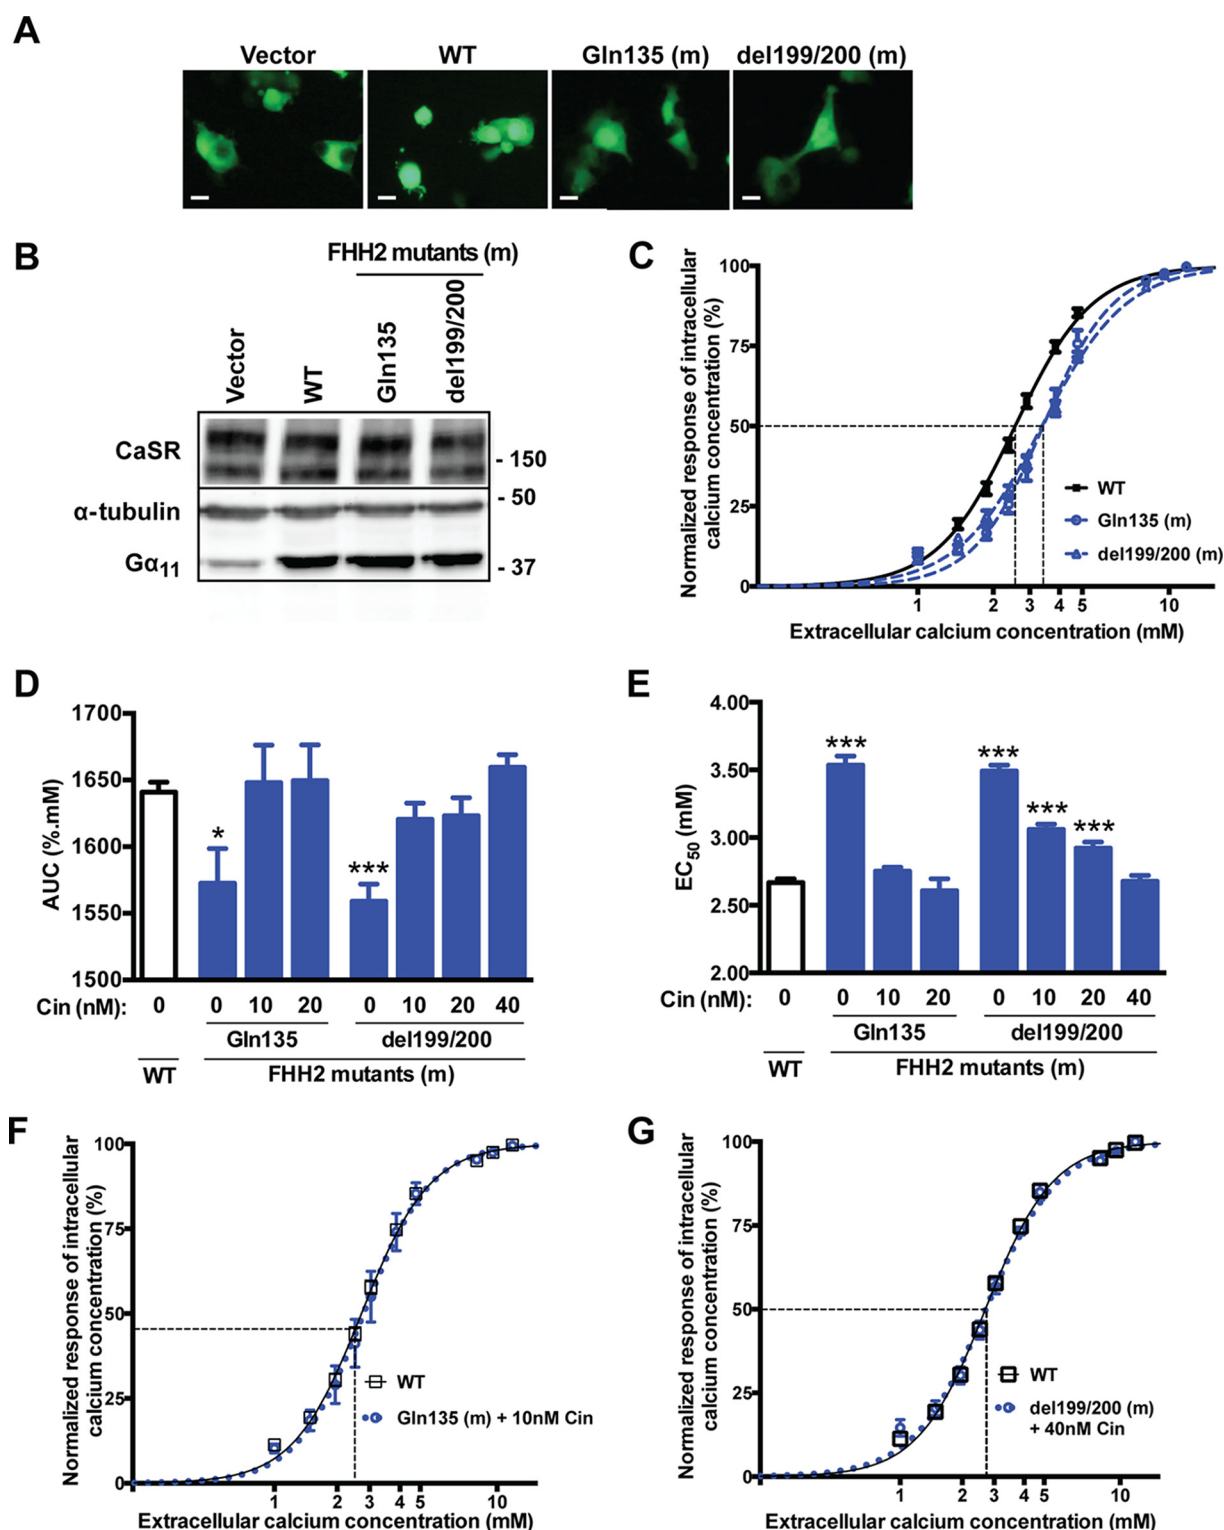 A
Vector WT Gln135 (m) del199/200 (m)
B
FHH2 mutants (m)
Vector
WT
Gln135
del199/200
CaSR
- 150
- 50
α-tubulin
Gα11
- 37
C
Normalized response of intracellular
calcium concentration (%)
100
75
50
25
0
WT
Gln135 (m)
del199/200 (m)
1 2 3 4 5 10
Extracellular calcium concentration (mM)
D
AUC (%.mM)
1700
1650
1600
1550
1500
*
***
Cin (nM): 0 0 10 20 0 10 20 40
Gln135 del199/200
WT FHH2 mutants (m)
E
EC50 (mM)
4.00
3.50
3.00
2.50
2.00
***
***
***
***
Cin (nM): 0 0 10 20 0 10 20 40
Gln135 del199/200
WT FHH2 mutants (m)
F
Normalized response of intracellular
calcium concentration (%)
100
75
50
25
0
WT
Gln135 (m) + 10nM Cin
1 2 3 4 5 10
Extracellular calcium concentration (mM)
G
Normalized response of intracellular
calcium concentration (%)
100
75
50
25
0
WT
del199/200 (m)
+ 40nM Cin
1 2 3 4 5 10
Extracellular calcium concentration (mM)